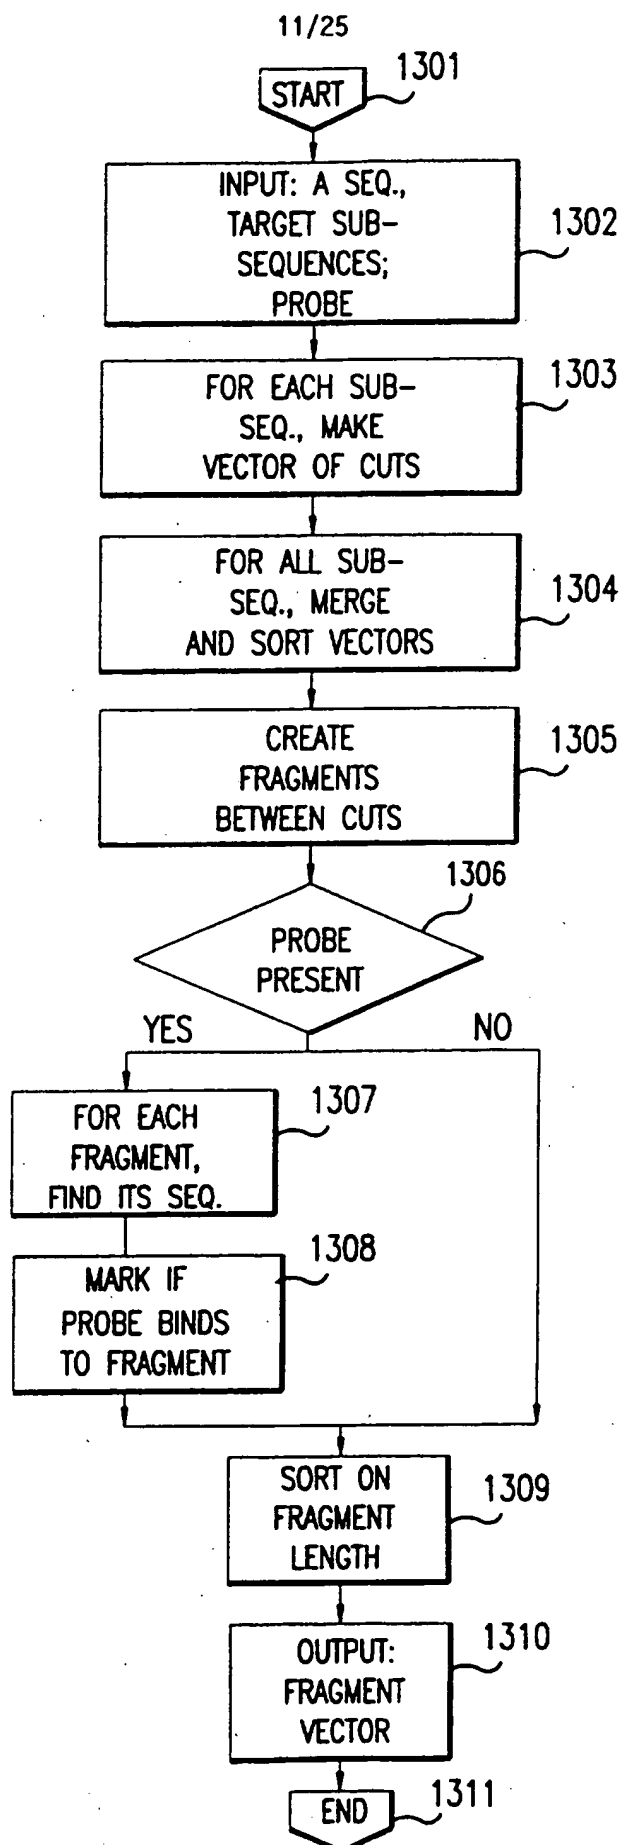 11/25
START
1301
INPUT: A SEQ.,
TARGET SUB-
SEQUENCES;
PROBE
1302
FOR EACH SUB-
SEQ., MAKE
VECTOR OF CUTS
1303
FOR ALL SUB-
SEQ., MERGE
AND SORT VECTORS
1304
CREATE
FRAGMENTS
BETWEEN CUTS
1305
PROBE
PRESENT
1306
YES
NO
FOR EACH
FRAGMENT,
FIND ITS SEQ.
1307
MARK IF
PROBE BINDS
TO FRAGMENT
1308
SORT ON
FRAGMENT
LENGTH
1309
OUTPUT:
FRAGMENT
VECTOR
1310
END
1311